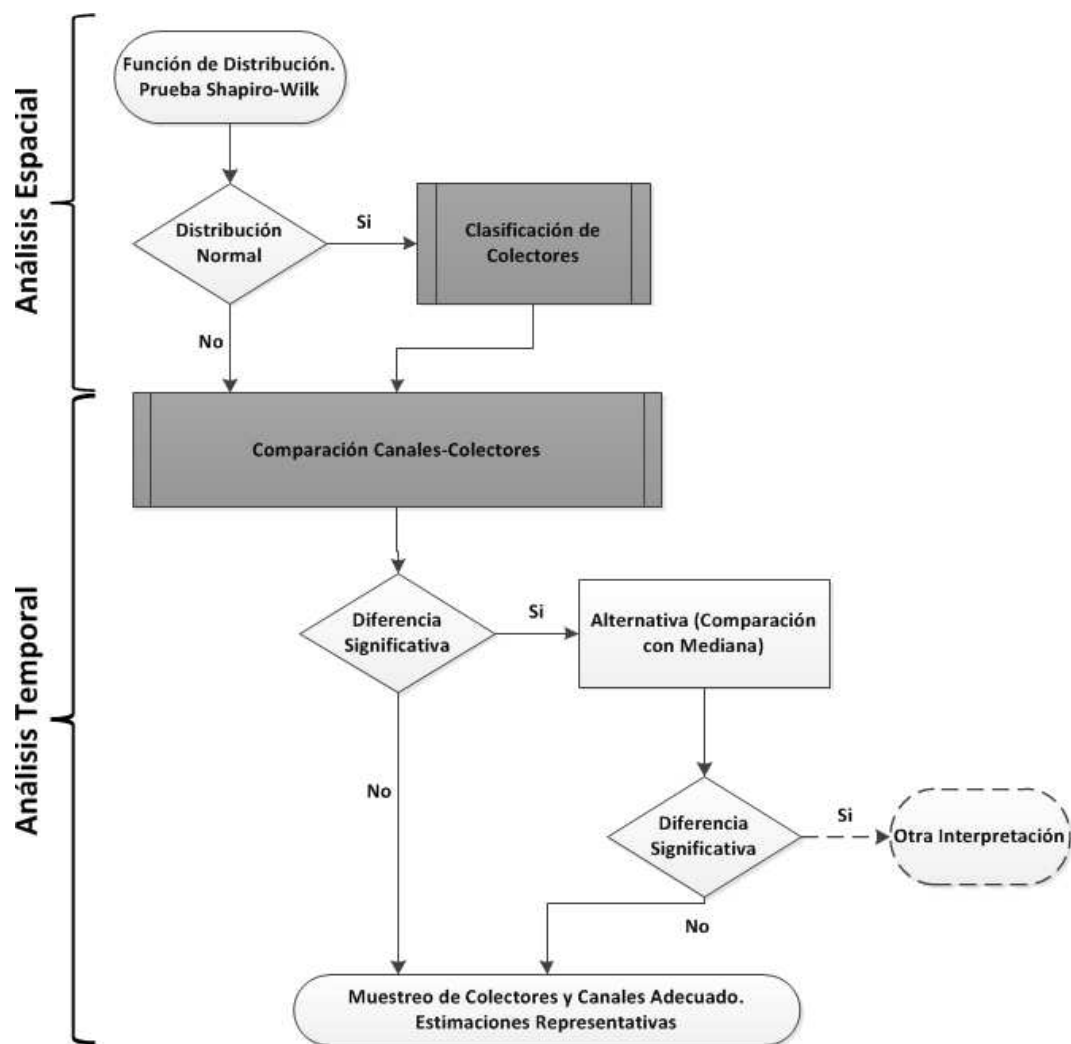 Análisis Espacial
Función de Distribución.
Prueba Shapiro-Wilk
Distribución
Normal
Si
Clasificación de
Colectores
No
Análisis Temporal
Comparación Canales-Colectores
Diferencia
Significativa
Si
Alternativa (Comparación
con Mediana)
No
Diferencia
Significativa
Si
Otra Interpretación
No
Muestreo de Colectores y Canales Adecuado.
Estimaciones Representativas